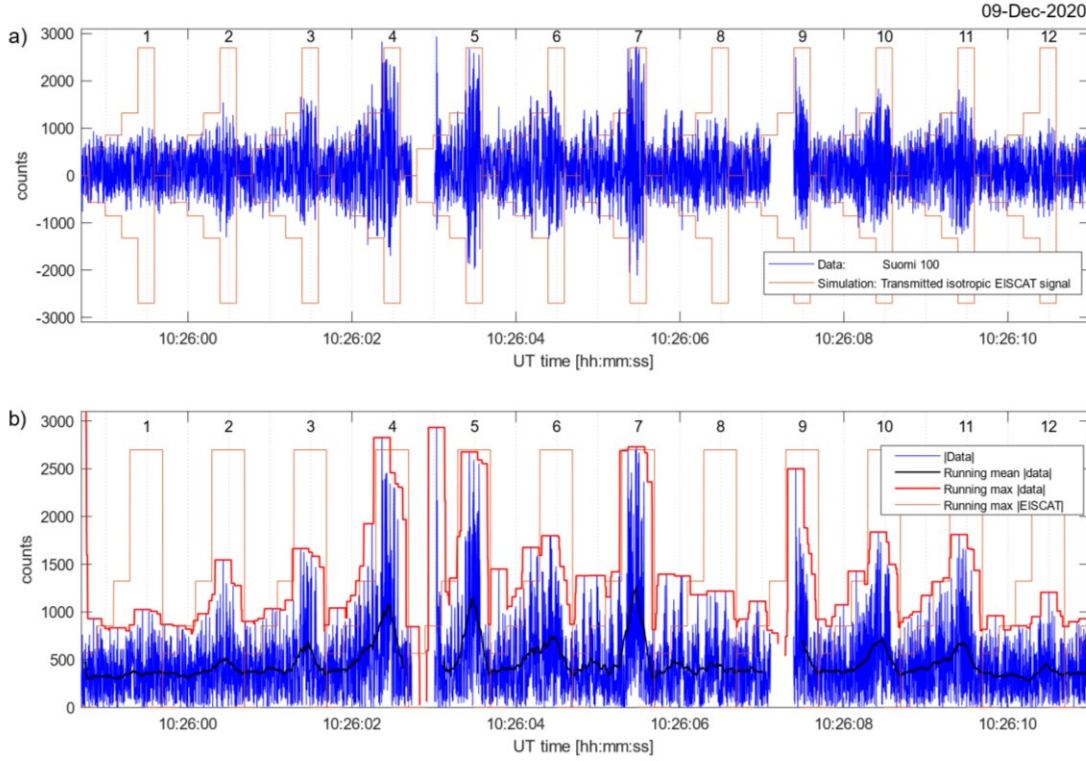 09-Dec-2020
a)
1 2 3 4 5 6 7 8 9 10 11 12
3000
2000
1000
0
-1000
-2000
-3000
counts
Data: Suomi 100
Simulation: Transmitted isotropic EISCAT signal
10:26:00 10:26:02 10:26:04 10:26:06 10:26:08 10:26:10
UT time [hh:mm:ss]
b)
1 2 3 4 5 6 7 8 9 10 11 12
3000
2500
2000
1500
1000
500
0
counts
|Data|
Running mean |data|
Running max |data|
Running max |EISCAT|
10:26:00 10:26:02 10:26:04 10:26:06 10:26:08 10:26:10
UT time [hh:mm:ss]